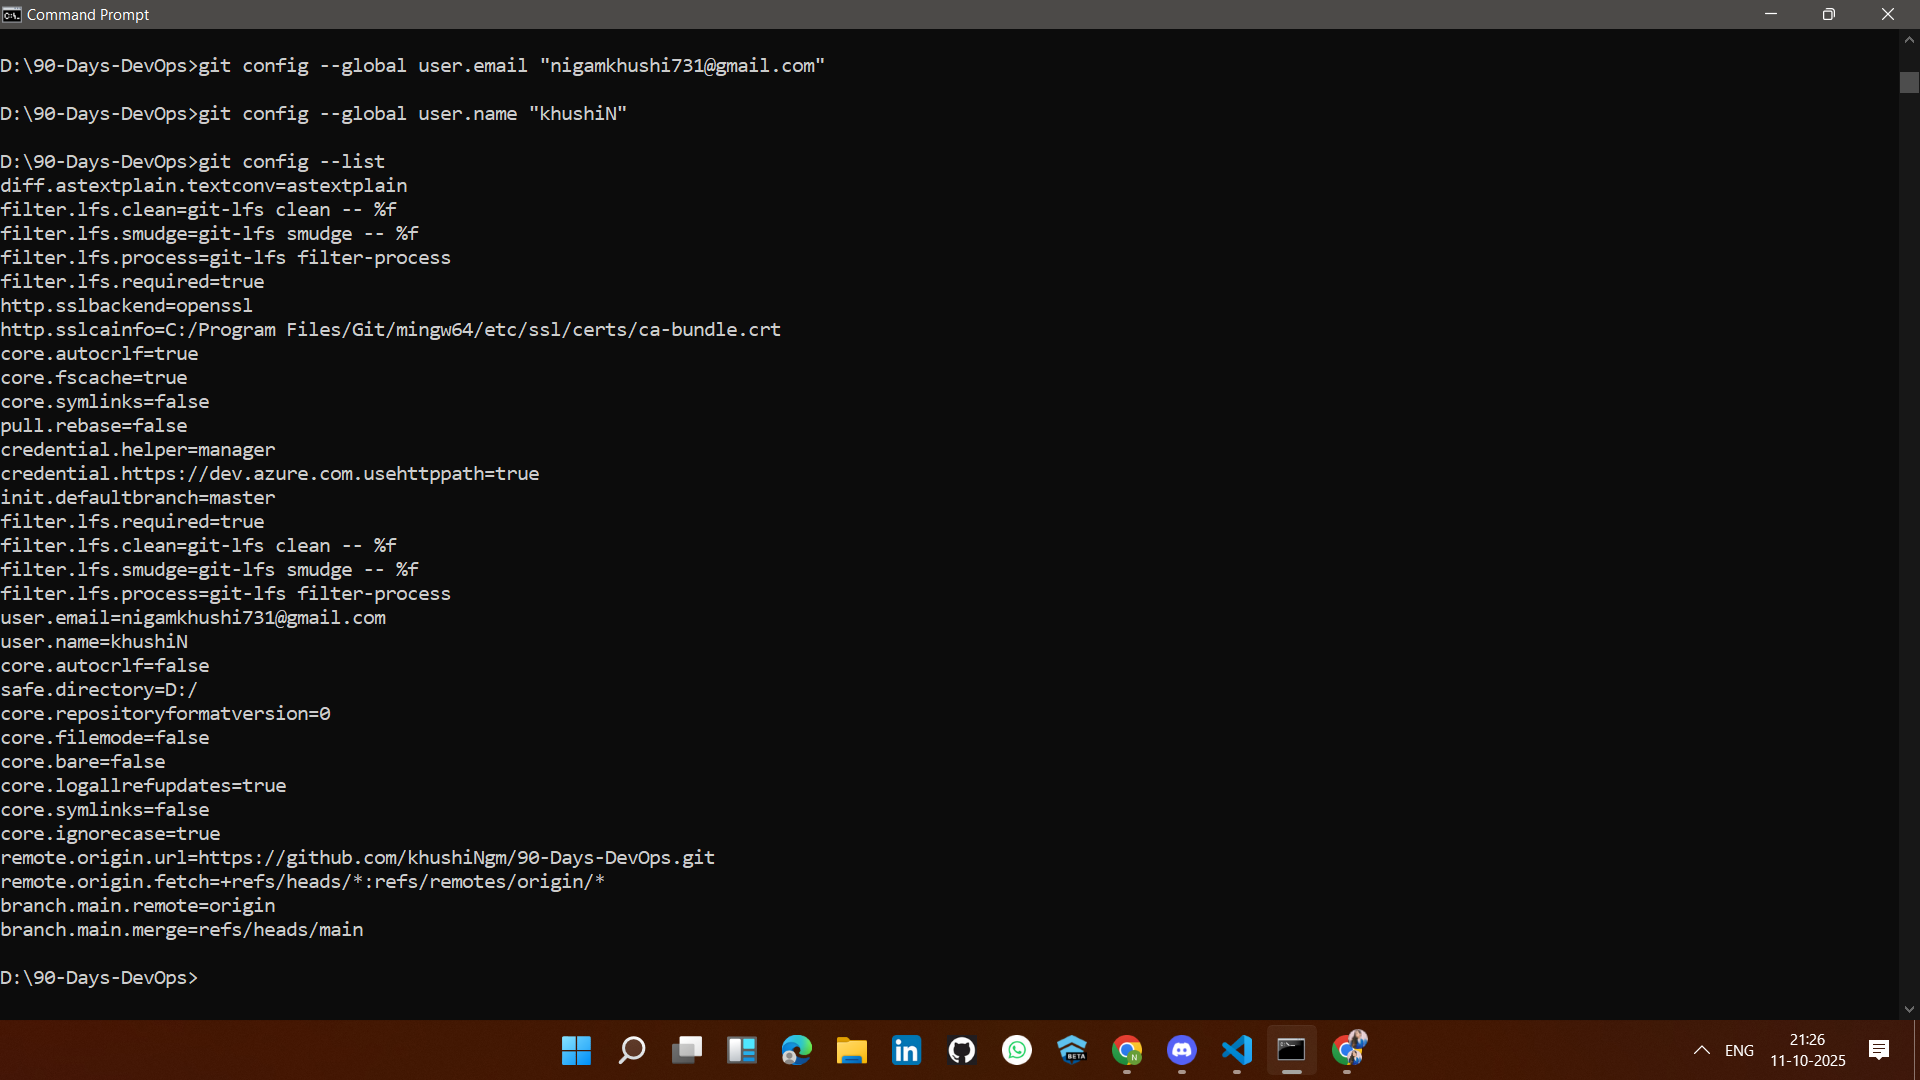 Command Prompt
D:\90-Days-DevOps>git config --global user.email "nigamkhushi731@gmail.com"
D:\90-Days-DevOps>git config --global user.name "khushiN"
D:\90-Days-DevOps>git config --list
diff.astextplain.textconv=astextplain
filter.lfs.clean=git-lfs clean -- %f
filter.lfs.smudge=git-lfs smudge -- %f
filter.lfs.process=git-lfs filter-process
filter.lfs.required=true
http.sslbackend=openssl
http.sslcainfo=C:/Program Files/Git/mingw64/etc/ssl/certs/ca-bundle.crt
core.autocrlf=true
core.fscache=true
core.symlinks=false
pull.rebase=false
credential.helper=manager
credential.https://dev.azure.com.usehttppath=true
init.defaultbranch=master
filter.lfs.required=true
filter.lfs.clean=git-lfs clean -- %f
filter.lfs.smudge=git-lfs smudge -- %f
filter.lfs.process=git-lfs filter-process
user.email=nigamkhushi731@gmail.com
user.name=khushiN
core.autocrlf=false
safe.directory=D:/
core.repositoryformatversion=0
core.filemode=false
core.bare=false
core.logallrefupdates=true
core.symlinks=false
core.ignorecase=true
remote.origin.url=https://github.com/khushiNgm/90-Days-DevOps.git
remote.origin.fetch=+refs/heads/*:refs/remotes/origin/*
branch.main.remote=origin
branch.main.merge=refs/heads/main
D:\90-Days-DevOps>
BETA
N
ENG
21:26
11-10-2025